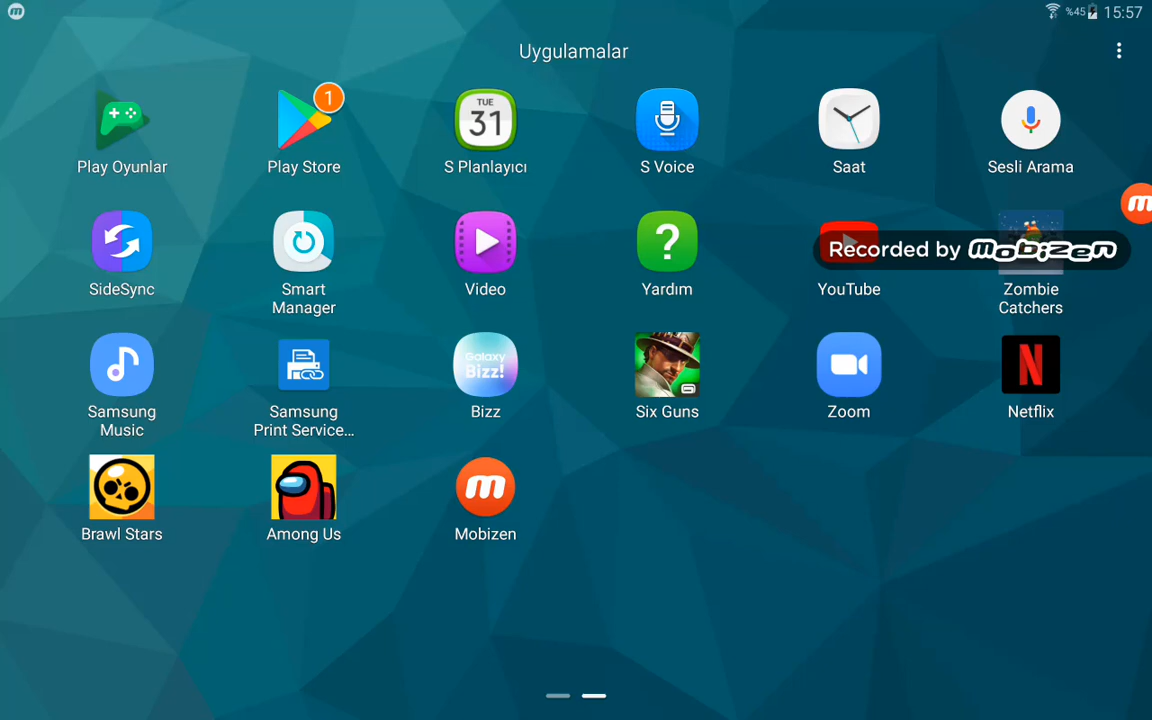 %45
15:57
Uygulamalar
1
TUE
31
Play Oyunlar
Play Store
S Planlayıcı
S Voice
Saat
Sesli Arama
Recorded by mobizen
SideSync
Smart
Manager
Video
?
Yardım
YouTube
Zombie
Catchers
Galaxy
Bizz!
N
Samsung
Music
Samsung
Print Service...
Bizz
Six Guns
Zoom
Netflix
Brawl Stars
Among Us
Mobizen